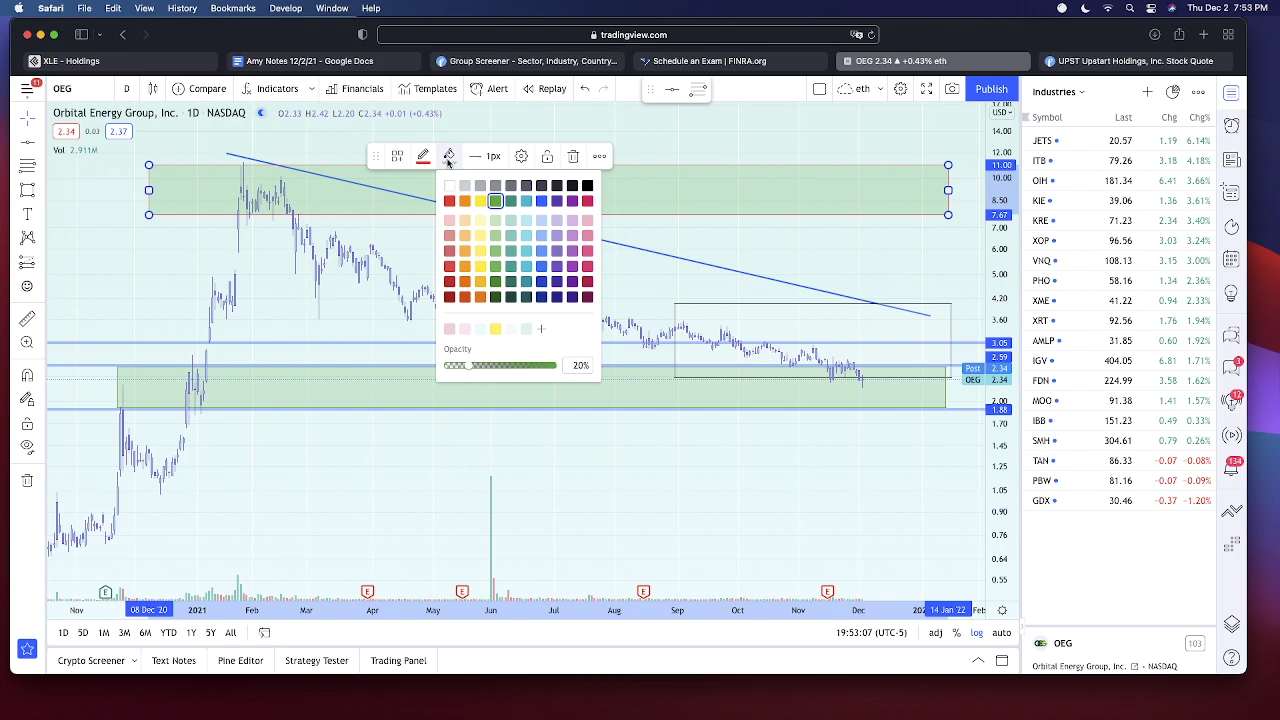 Safari File Edit View History Bookmarks Develop Window Help Thu Dec 2 7:53 PM
tradingview.com
XLE - Holdings
Amy Notes 12/2/21 - Google Docs
Group Screener - Sector, Industry, Country...
Schedule an Exam | FINRA.org
OEG 2.34 ▲ +0.43% eth
UPST Upstart Holdings, Inc. Stock Quote
11
OEG D Compare Indicators Financials Templates Alert Replay eth Publish
Orbital Energy Group, Inc. · 1D · NASDAQ O2.33 H2.42 L2.20 C2.34 +0.01 (+0.43%)
2.34 0.03 2.37
Vol 2.911M
1px
Opacity
20%
USD
14.00
12.00
11.00
10.00
8.50
7.67
7.00
6.00
5.00
4.20
3.60
3.05
2.59
Post 2.34
OEG 2.34
2.00
1.88
1.70
1.45
1.25
1.05
0.90
0.76
0.64
0.55
E E E E E
Nov 08 Dec '20 2021 Feb Mar Apr May Jun Jul Aug Sep Oct Nov Dec 14 Jan '22 Feb
1D 5D 1M 3M 6M YTD 1Y 5Y All 19:53:07 (UTC-5) adj % log auto
Crypto Screener Text Notes Pine Editor Strategy Tester Trading Panel
Industries
Symbol Last Chg Chg%
JETS 20.57 1.19 6.14%
ITB 79.26 3.18 4.18%
OIH 181.34 6.41 3.66%
KIE 39.06 1.36 3.61%
KRE 71.23 2.34 3.40%
XOP 96.56 3.03 3.24%
VNQ 108.13 3.15 3.00%
PHO 58.16 1.34 2.36%
XME 41.22 0.94 2.33%
XRT 92.56 1.76 1.94%
AMLP 31.85 0.60 1.92%
IGV 404.05 6.81 1.71%
FDN 224.99 3.58 1.62%
MOO 91.38 1.41 1.57%
IBB 151.23 0.49 0.33%
SMH 304.61 0.79 0.26%
TAN 86.33 -0.07 -0.08%
PBW 81.16 -0.07 -0.09%
GDX 30.46 -0.37 -1.20%
3
12
134
OEG 103
Orbital Energy Group, Inc. · NASDAQ